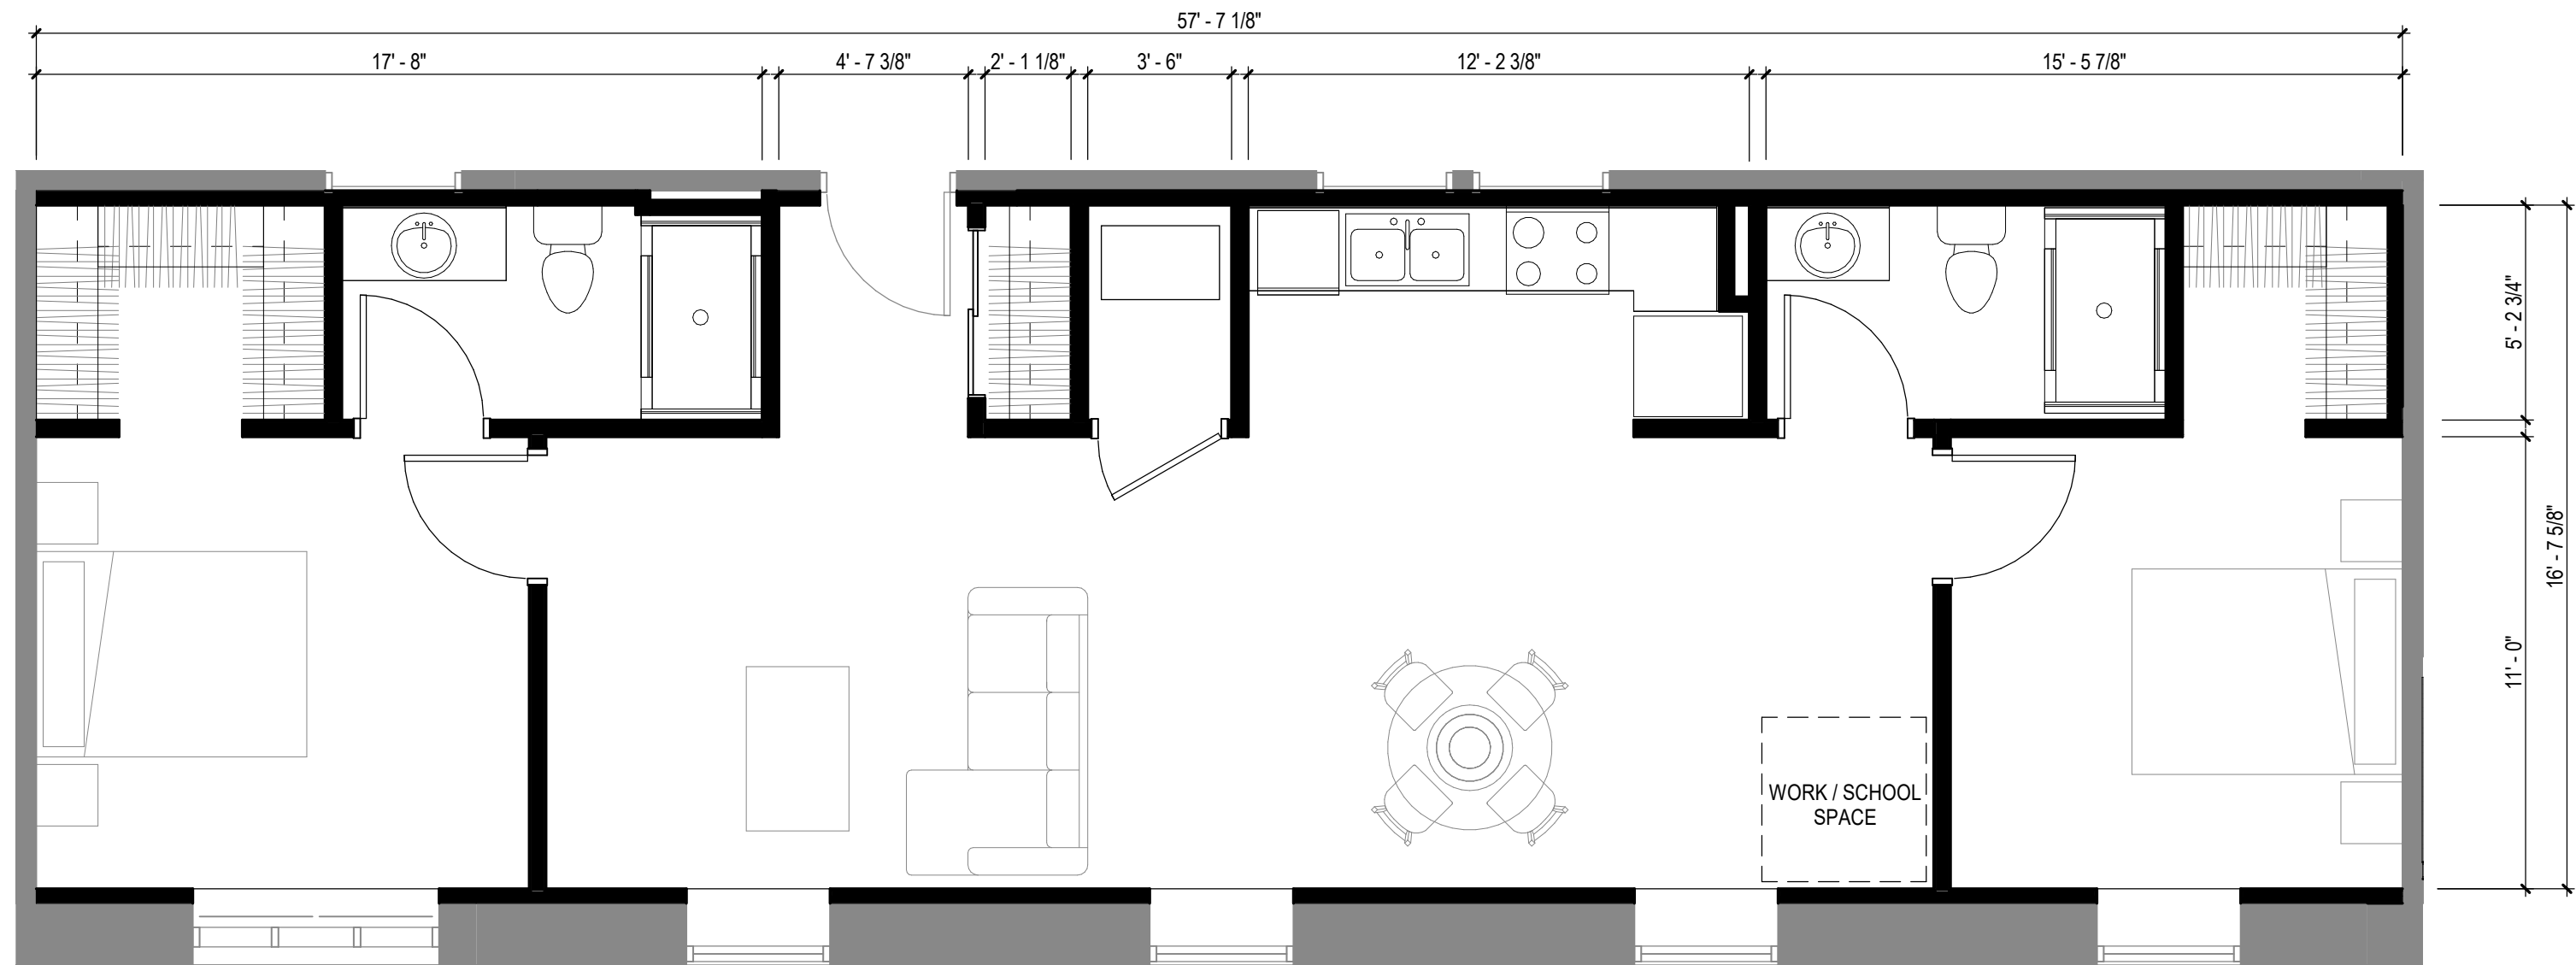 57' - 7 1/8"
17' - 8"
4' - 7 3/8"
2' - 1 1/8"
3' - 6"
12' - 2 3/8"
15' - 5 7/8"
5' - 2 3/4"
16' - 7 5/8"
11' - 0"
WORK / SCHOOL
SPACE